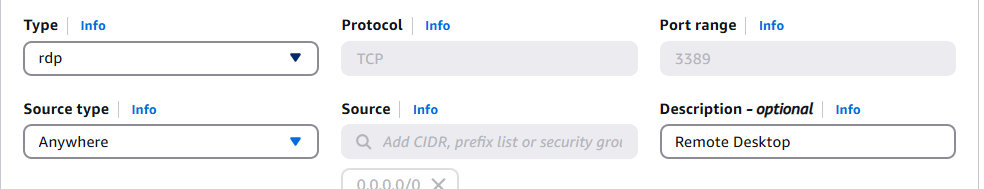 Type Info Protocol Info Port range Info
rdp TCP 3389
Source type Info Source Info Description - optional Info
Anywhere Add CIDR, prefix list or security grou Remote Desktop
0.0.0.0/0